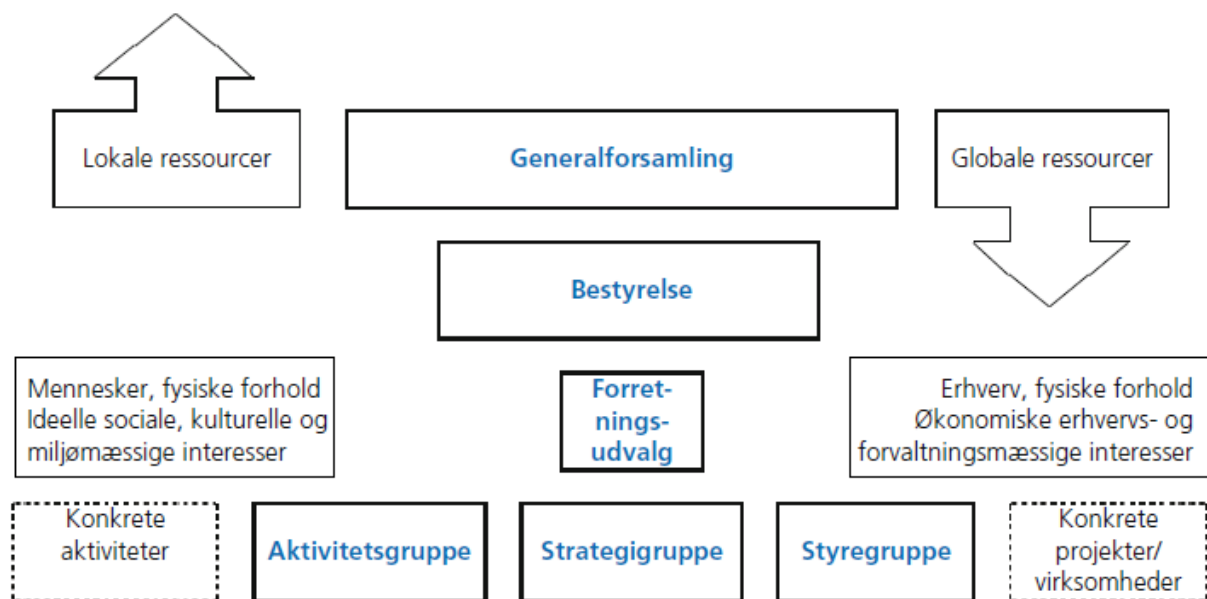 Lokale ressourcer
Generalforsamling
Globale ressourcer
Bestyrelse
Mennesker, fysiske forhold
Ideelle sociale, kulturelle og
miljømæssige interesser
Forret-
nings-
udvalg
Erhverv, fysiske forhold
Økonomiske erhvervs- og
forvaltningsmæssige interesser
Konkrete
aktiviteter
Aktivitetsgruppe
Strategigruppe
Styregruppe
Konkrete
projekter/
virksomheder